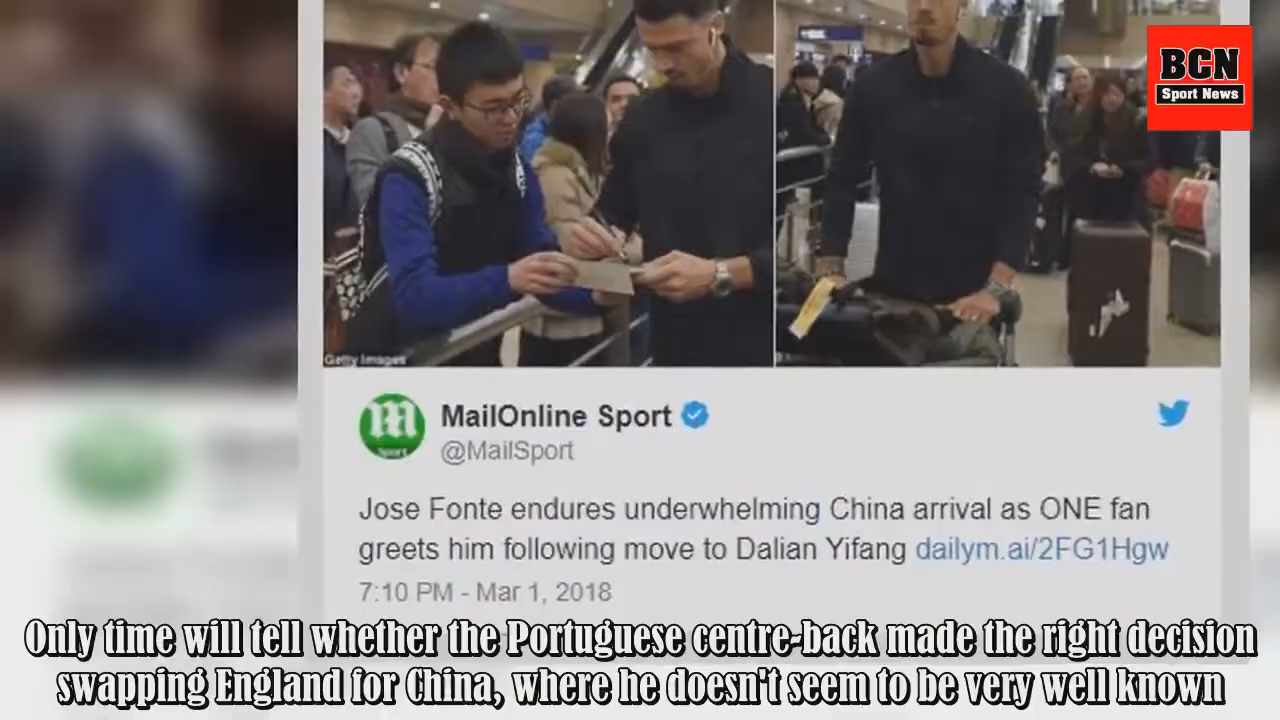 BCN
Sport News
Getty Images
MailOnline Sport
@MailSport
Jose Fonte endures underwhelming China arrival as ONE fan
greets him following move to Dalian Yifang dailym.ai/2FG1Hgw
7:10 PM - Mar 1, 2018
Only time will tell whether the Portuguese centre-back made the right decision
swapping England for China, where he doesn't seem to be very well known